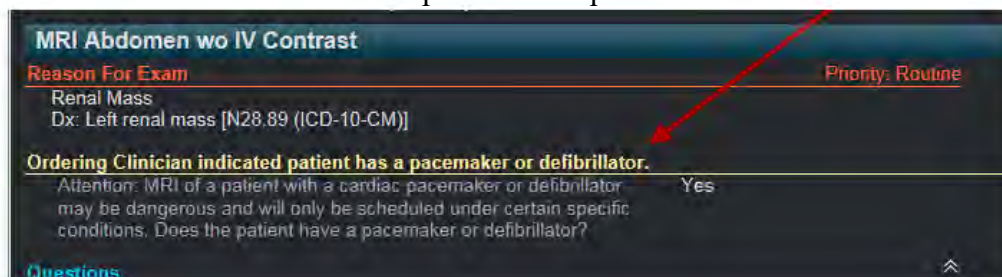 MRI Abdomen wo IV Contrast
Reason For Exam Priority: Routine
Renal Mass
Dx: Left renal mass [N28.89 (ICD-10-CM)]
Ordering Clinician indicated patient has a pacemaker or defibrillator.
Attention: MRI of a patient with a cardiac pacemaker or defibrillator Yes
may be dangerous and will only be scheduled under certain specific
conditions. Does the patient have a pacemaker or defibrillator?
Questions